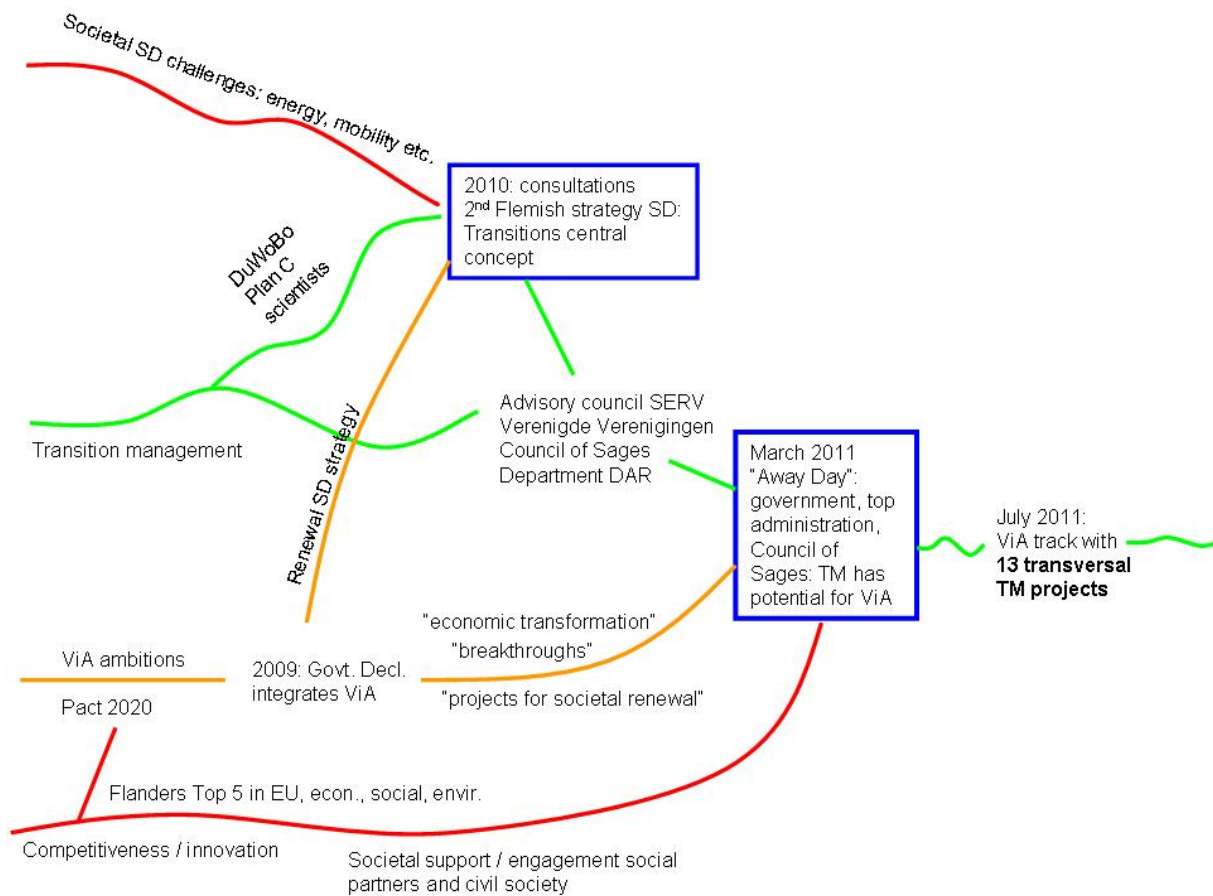 Societal SD challenges: energy, mobility etc.
2010: consultations
2nd Flemish strategy SD:
Transitions central
concept
DuWoBo
Plan C
scientists
Transition management
Renewal SD strategy
Advisory council SERV
Verenigde Verenigingen
Council of Sages
Department DAR
March 2011
"Away Day":
government, top
administration,
Council of
Sages: TM has
potential for ViA
July 2011:
ViA track with
13 transversal
TM projects
ViA ambitions
Pact 2020
2009: Govt. Decl.
integrates ViA
"economic transformation"
"breakthroughs"
"projects for societal renewal"
Flanders Top 5 in EU, econ., social, envir.
Competitiveness / innovation
Societal support / engagement social
partners and civil society